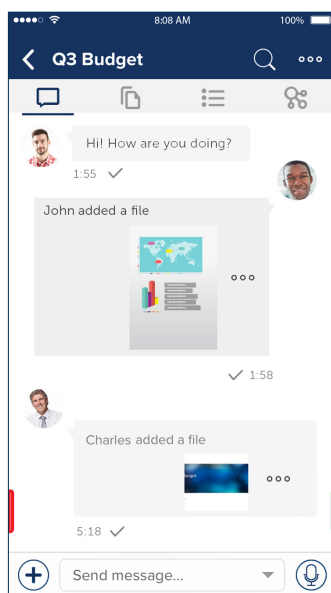 8:08 AM
100%
Q3 Budget
Hi! How are you doing?
1:55
John added a file
1:58
Charles added a file
5:18
Send message...